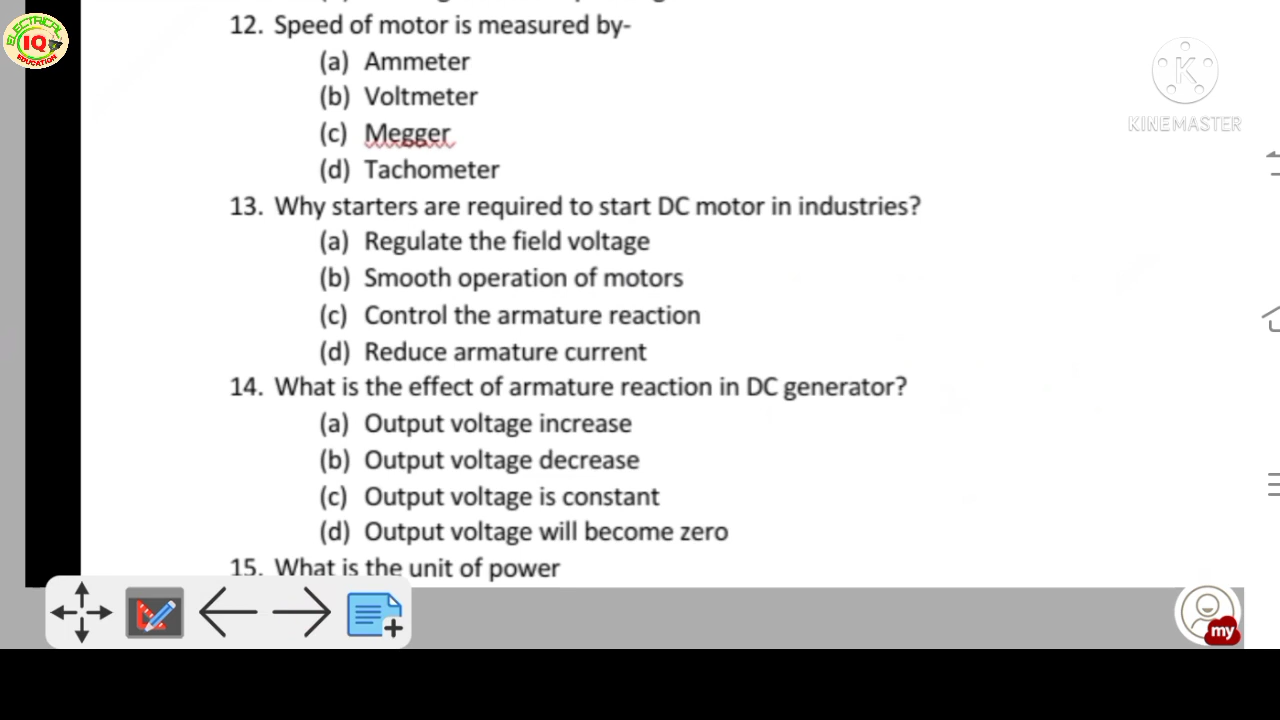 ELECTRICAL
IQ
EDUCATION
12. Speed of motor is measured by-
(a) Ammeter
(b) Voltmeter
(c) Megger
(d) Tachometer
K
KINEMASTER
13. Why starters are required to start DC motor in industries?
(a) Regulate the field voltage
(b) Smooth operation of motors
(c) Control the armature reaction
(d) Reduce armature current
14. What is the effect of armature reaction in DC generator?
(a) Output voltage increase
(b) Output voltage decrease
(c) Output voltage is constant
(d) Output voltage will become zero
15. What is the unit of power
my